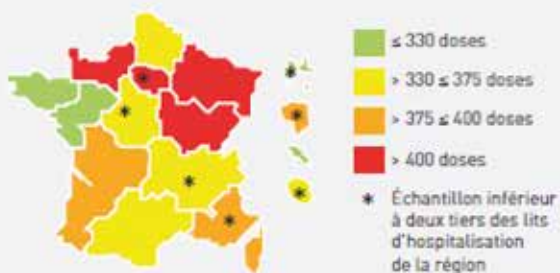 ≤ 330 doses
> 330 ≤ 375 doses
> 375 ≤ 400 doses
> 400 doses
* Échantillon inférieur
à deux tiers des lits
d'hospitalisation
de la région